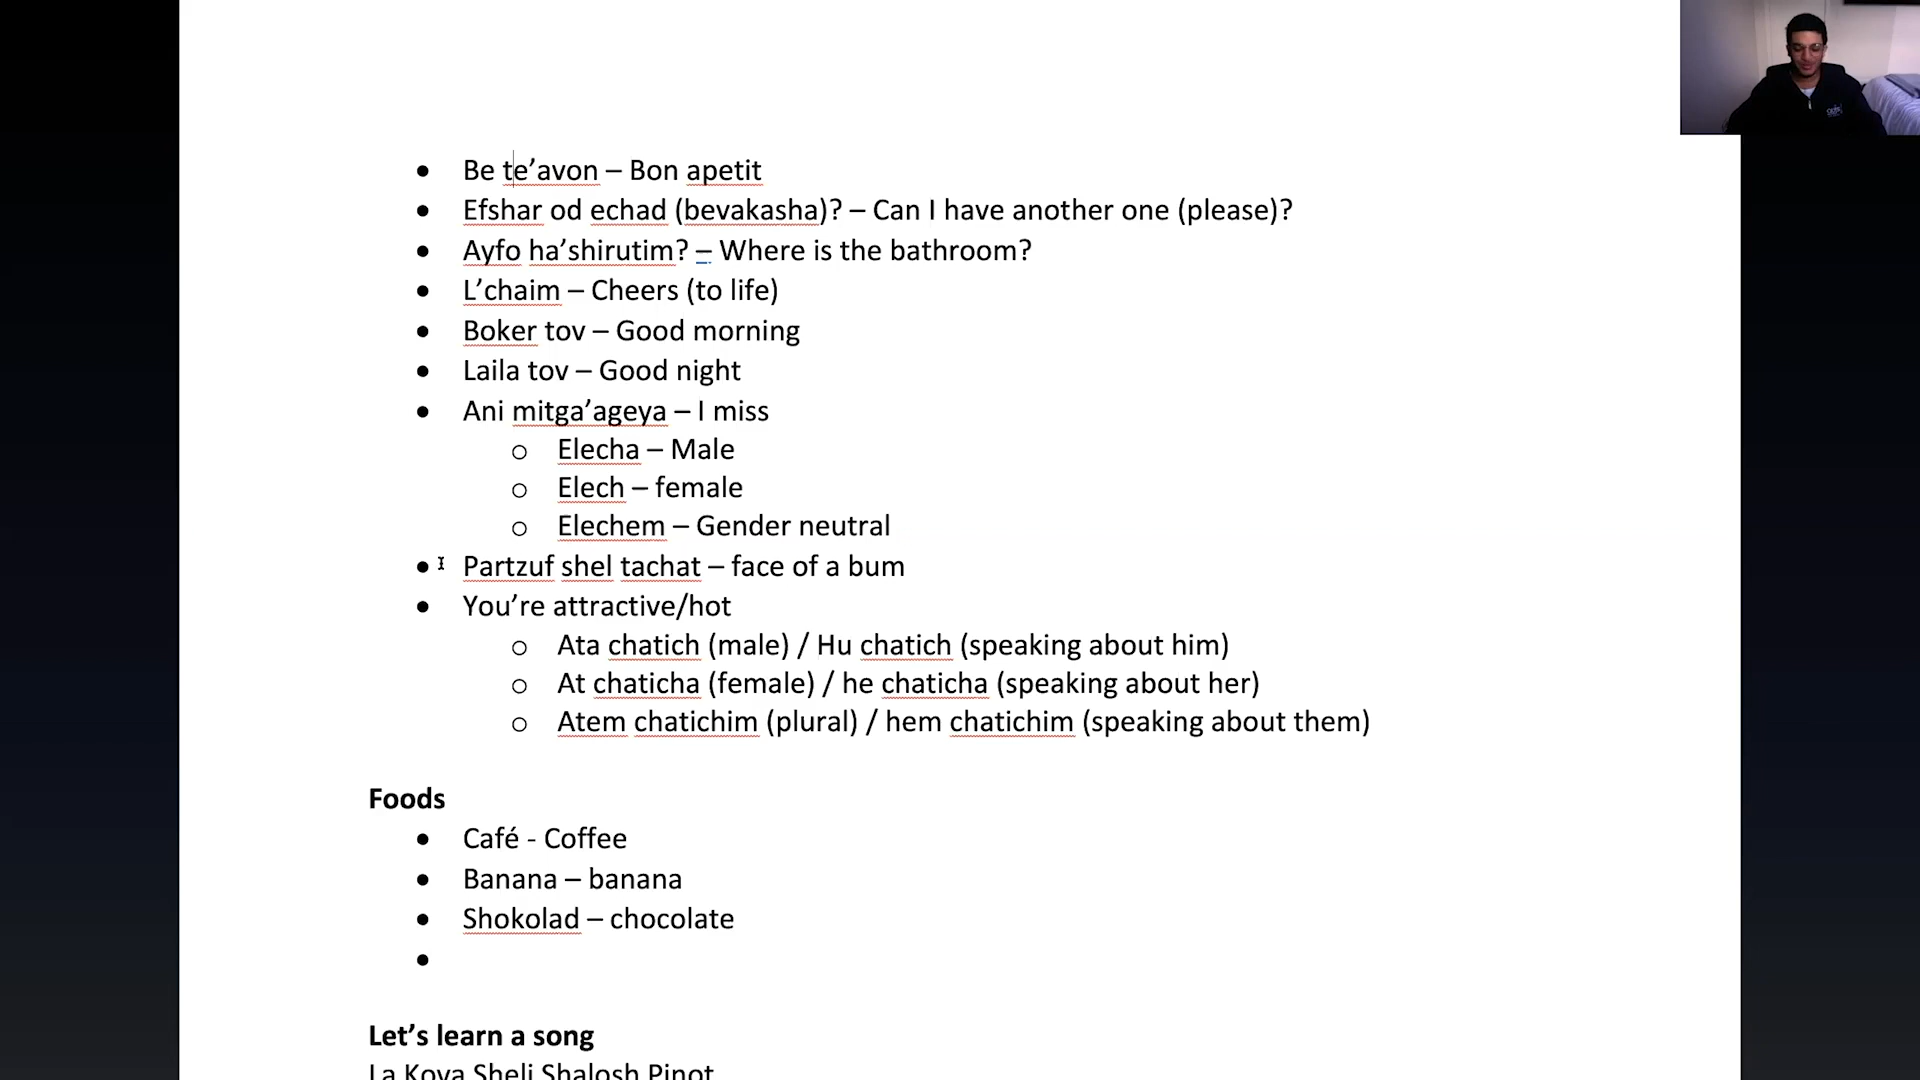 Be te’avon – Bon apetit
Efshar od echad (bevakasha)? – Can I have another one (please)?
Ayfo ha’shirutim? – Where is the bathroom?
L’chaim – Cheers (to life)
Boker tov – Good morning
Laila tov – Good night
Ani mitga’ageya – I miss
Elecha – Male
Elech – female
Elechem – Gender neutral
Partzuf shel tachat – face of a bum
You’re attractive/hot
Ata chatich (male) / Hu chatich (speaking about him)
At chaticha (female) / he chaticha (speaking about her)
Atem chatichim (plural) / hem chatichim (speaking about them)
Foods
Café - Coffee
Banana – banana
Shokolad – chocolate
Let’s learn a song
La Kova Sheli Shalosh Pinot